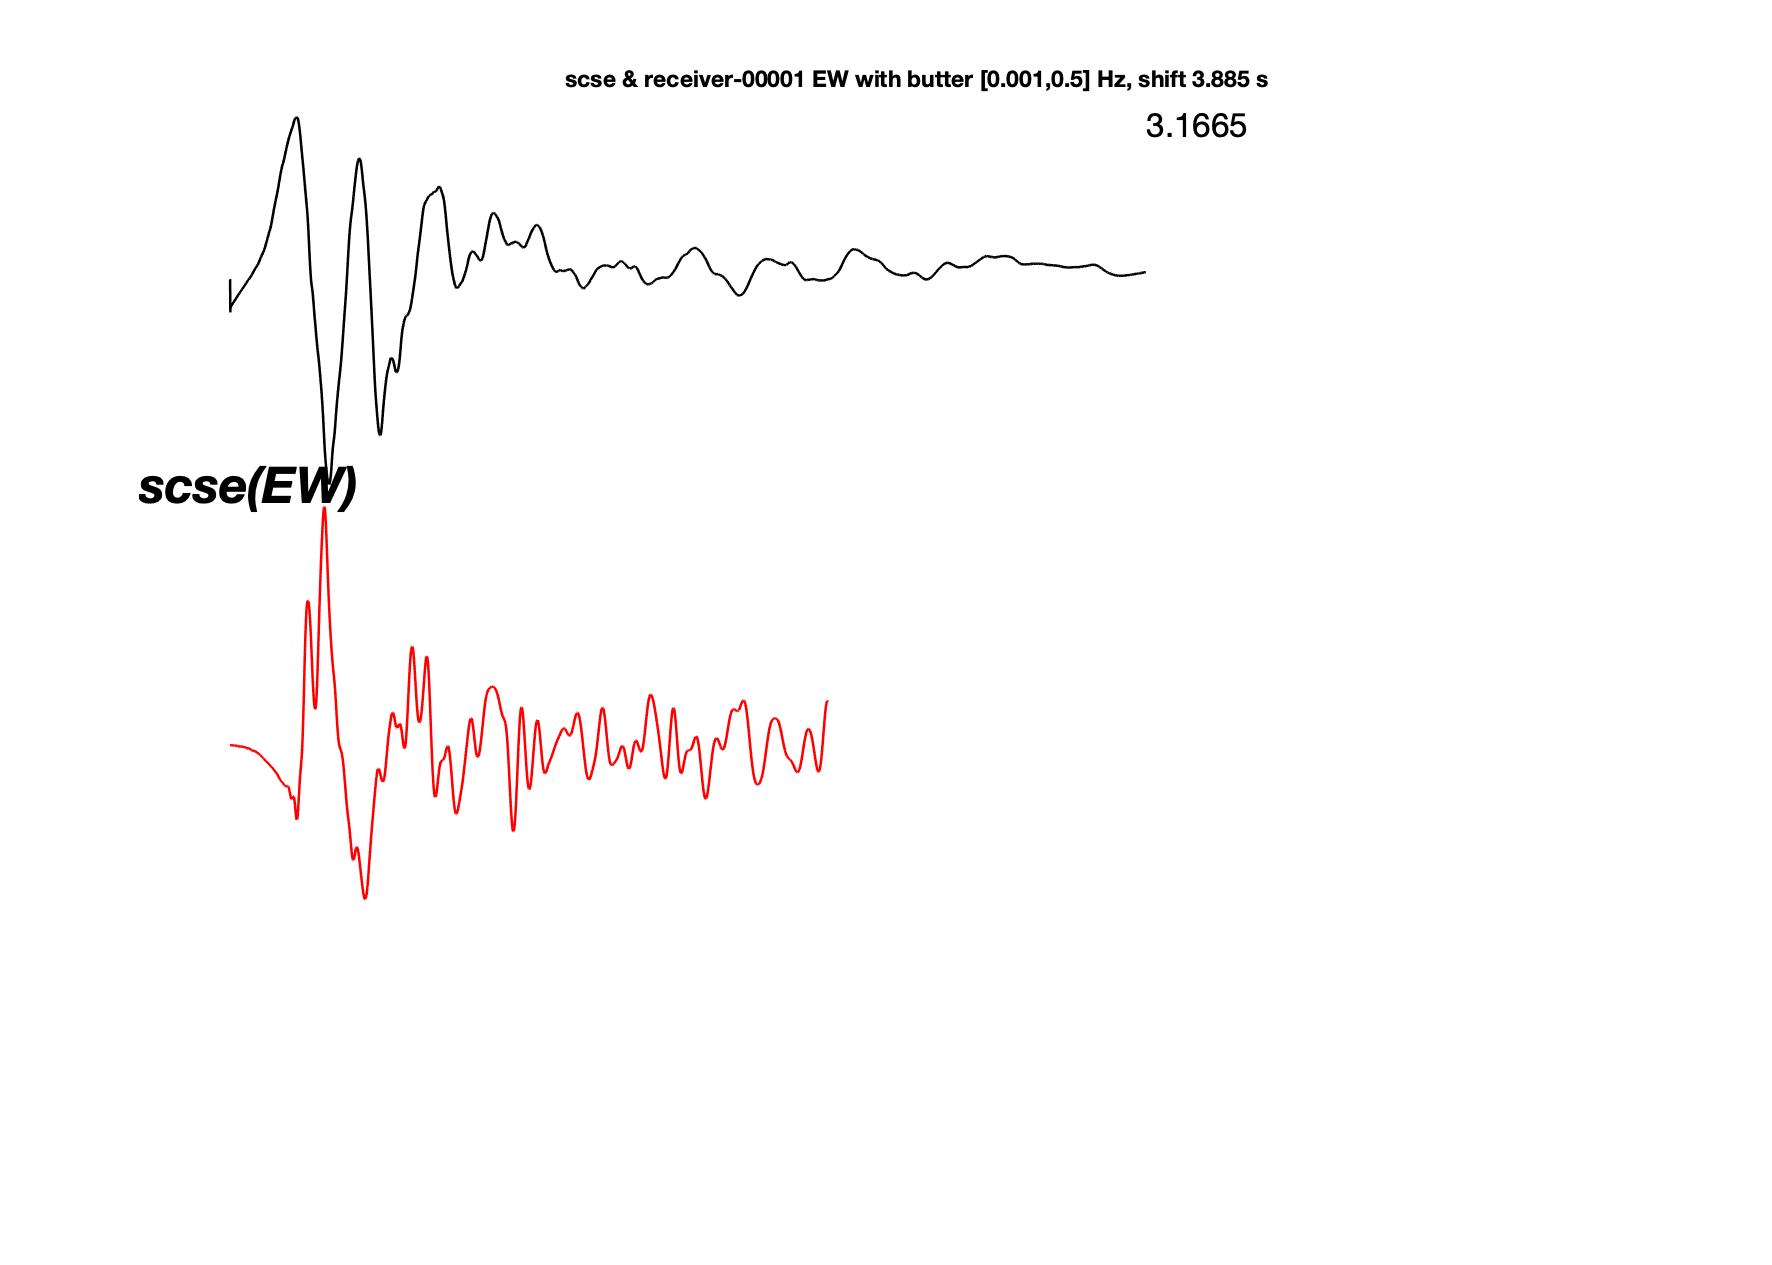 scse & receiver-00001 EW with butter [0.001,0.5] Hz, shift 3.885 s
3.1665
scse(EW)